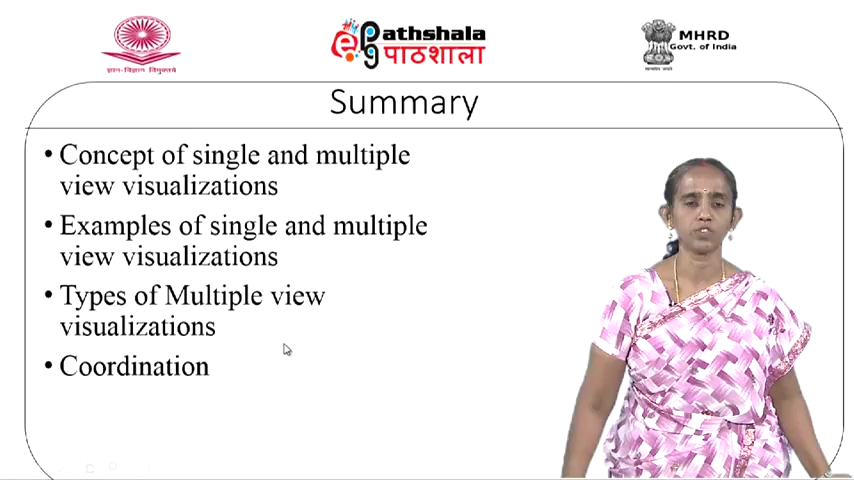 ज्ञान-विज्ञान विमुक्तये
Pathshala
पाठशाला
MHRD
Govt. of India
Summary
• Concept of single and multiple
view visualizations
• Examples of single and multiple
view visualizations
• Types of Multiple view
visualizations
• Coordination